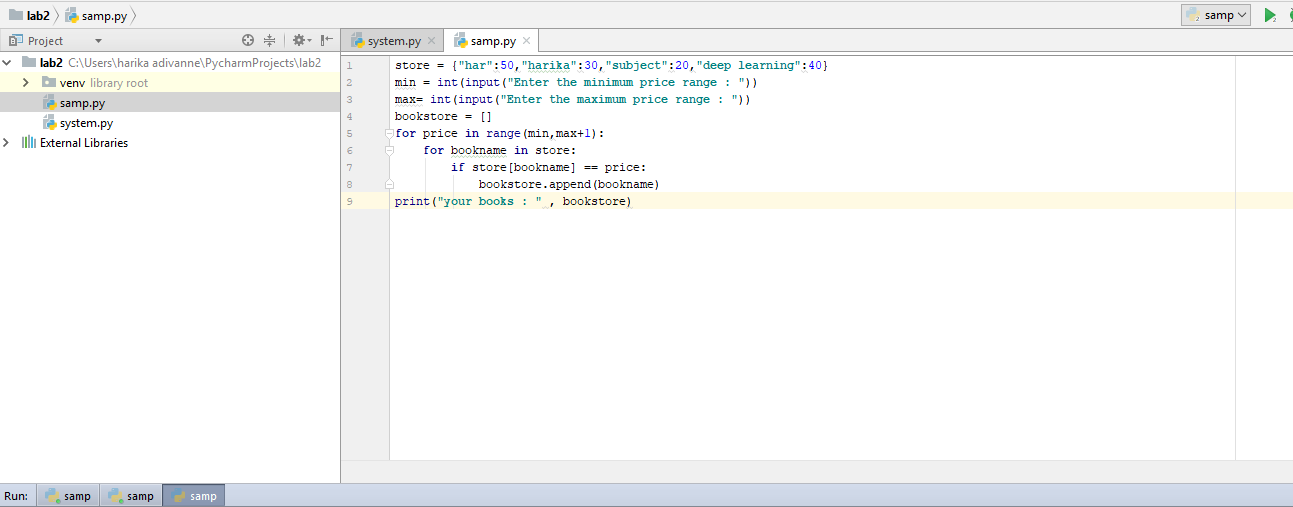 lab2 samp.py samp
Project system.py samp.py
lab2 C:\Users\harika adivanne\PycharmProjects\lab2
venv library root
samp.py
system.py
External Libraries
1 store = {"har":50,"harika":30,"subject":20,"deep learning":40}
2 min = int(input("Enter the minimum price range : "))
3 max= int(input("Enter the maximum price range : "))
4 bookstore = []
5 for price in range(min,max+1):
6 for bookname in store:
7 if store[bookname] == price:
8 bookstore.append(bookname)
9 print("your books : " , bookstore)
Run: samp samp samp